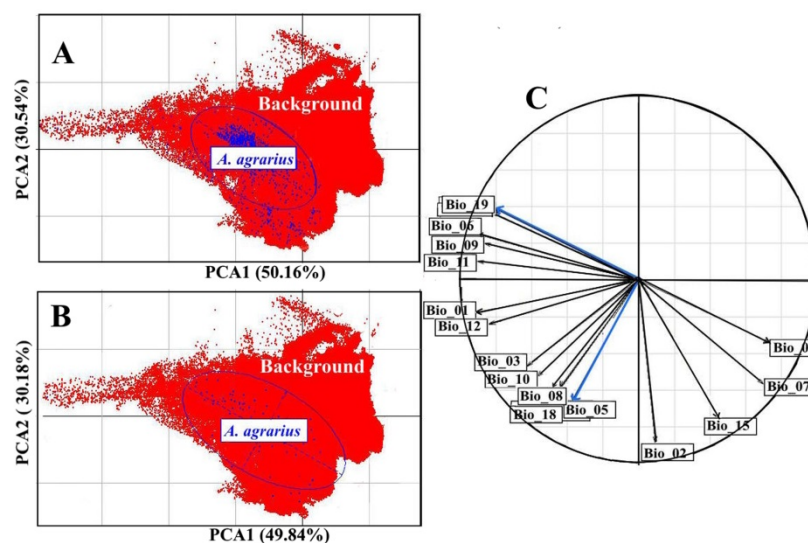 A
Background
A. agrarius
PCA2 (30.54%)
PCA1 (50.16%)
B
Background
A. agrarius
PCA2 ( 30.18%)
PCA1 (49.84%)
C
Bio_19
Bio_06
Bio_09
Bio_11
Bio_01
Bio_12
Bio_03
Bio_10
Bio_08
Bio_18
Bio_05
Bio_02
Bio_15
Bio_07